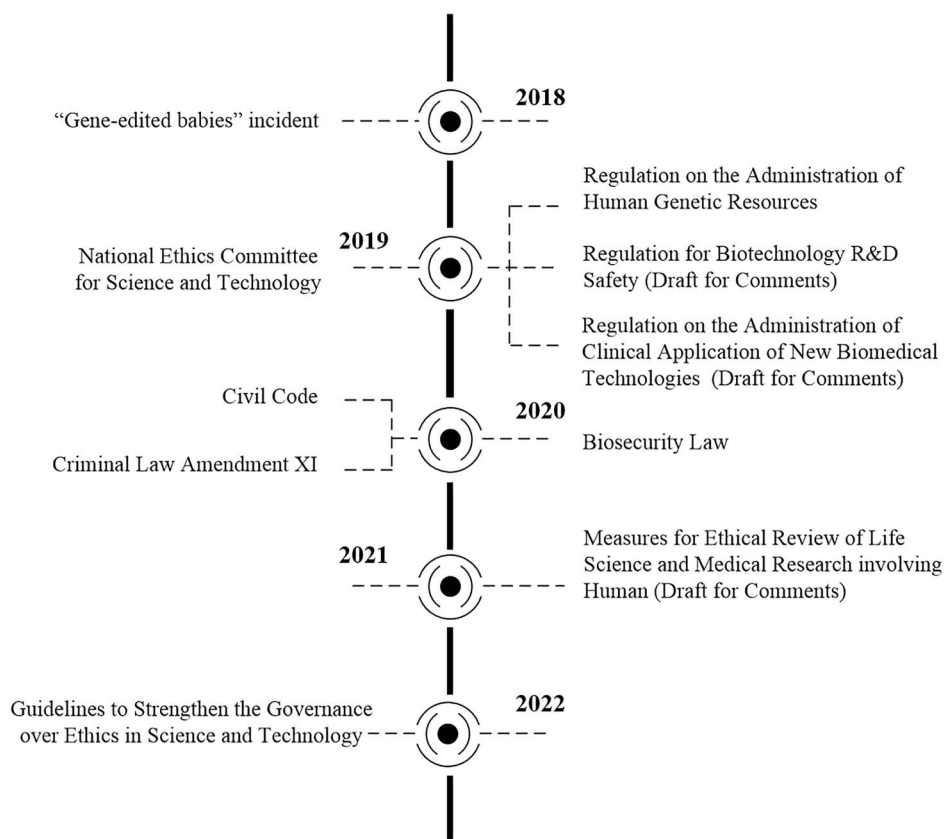 2018
“Gene-edited babies” incident
Regulation on the Administration of
Human Genetic Resources
2019
National Ethics Committee
for Science and Technology
Regulation for Biotechnology R&D
Safety (Draft for Comments)
Regulation on the Administration of
Clinical Application of New Biomedical
Technologies (Draft for Comments)
Civil Code
2020
Criminal Law Amendment XI
Biosecurity Law
2021
Measures for Ethical Review of Life
Science and Medical Research involving
Human (Draft for Comments)
2022
Guidelines to Strengthen the Governance
over Ethics in Science and Technology